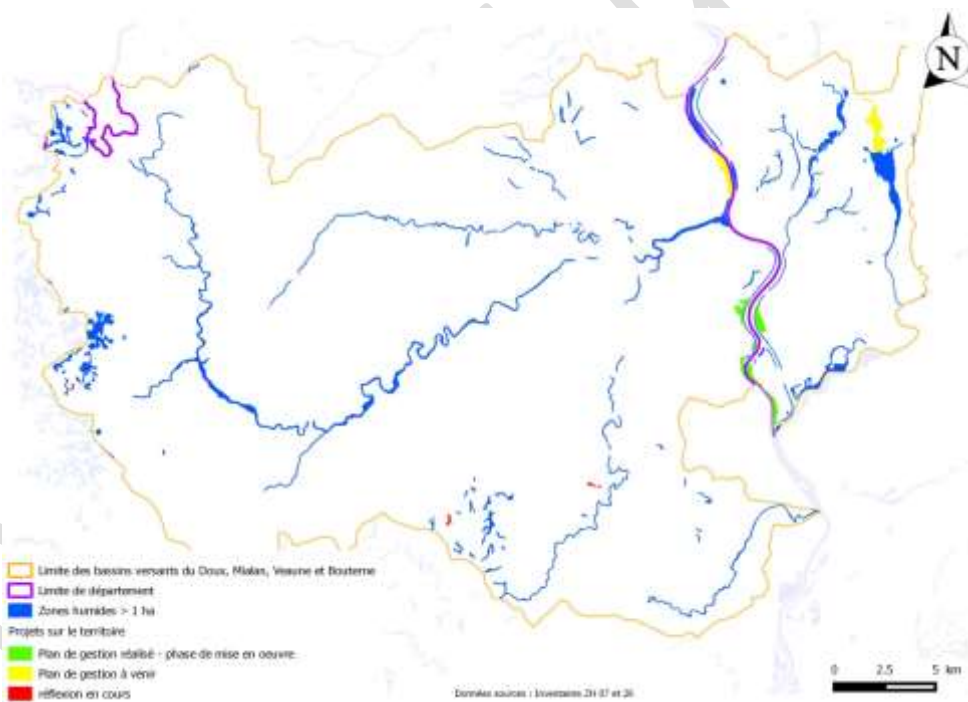 N
Limite des bassins versants du Doux, Mialan, Veaune et Bouterne
Limite de département
Zones humides > 1 ha
Projets sur le territoire
Plan de gestion réalisé - phase de mise en oeuvre
Plan de gestion à venir
réflexion en cours
Données sources : Inventaires ZH 07 et 26
0 2.5 5 km